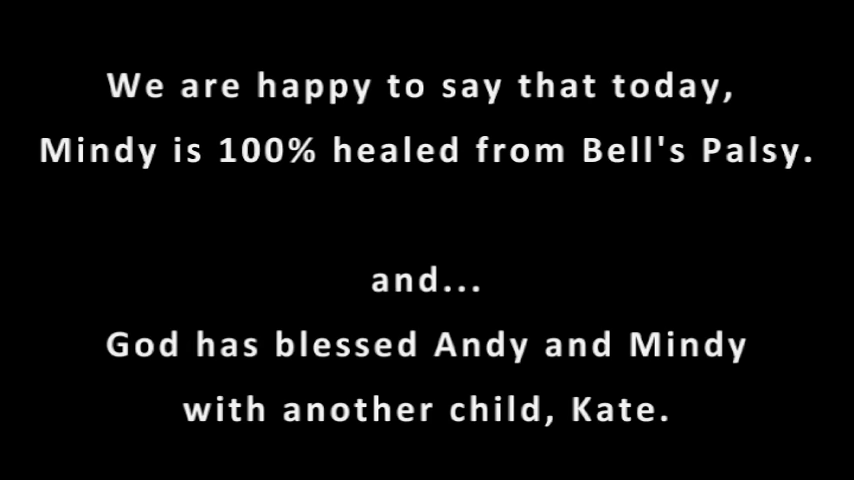 We are happy to say that today,
Mindy is 100% healed from Bell's Palsy.
and...
God has blessed Andy and Mindy
with another child, Kate.